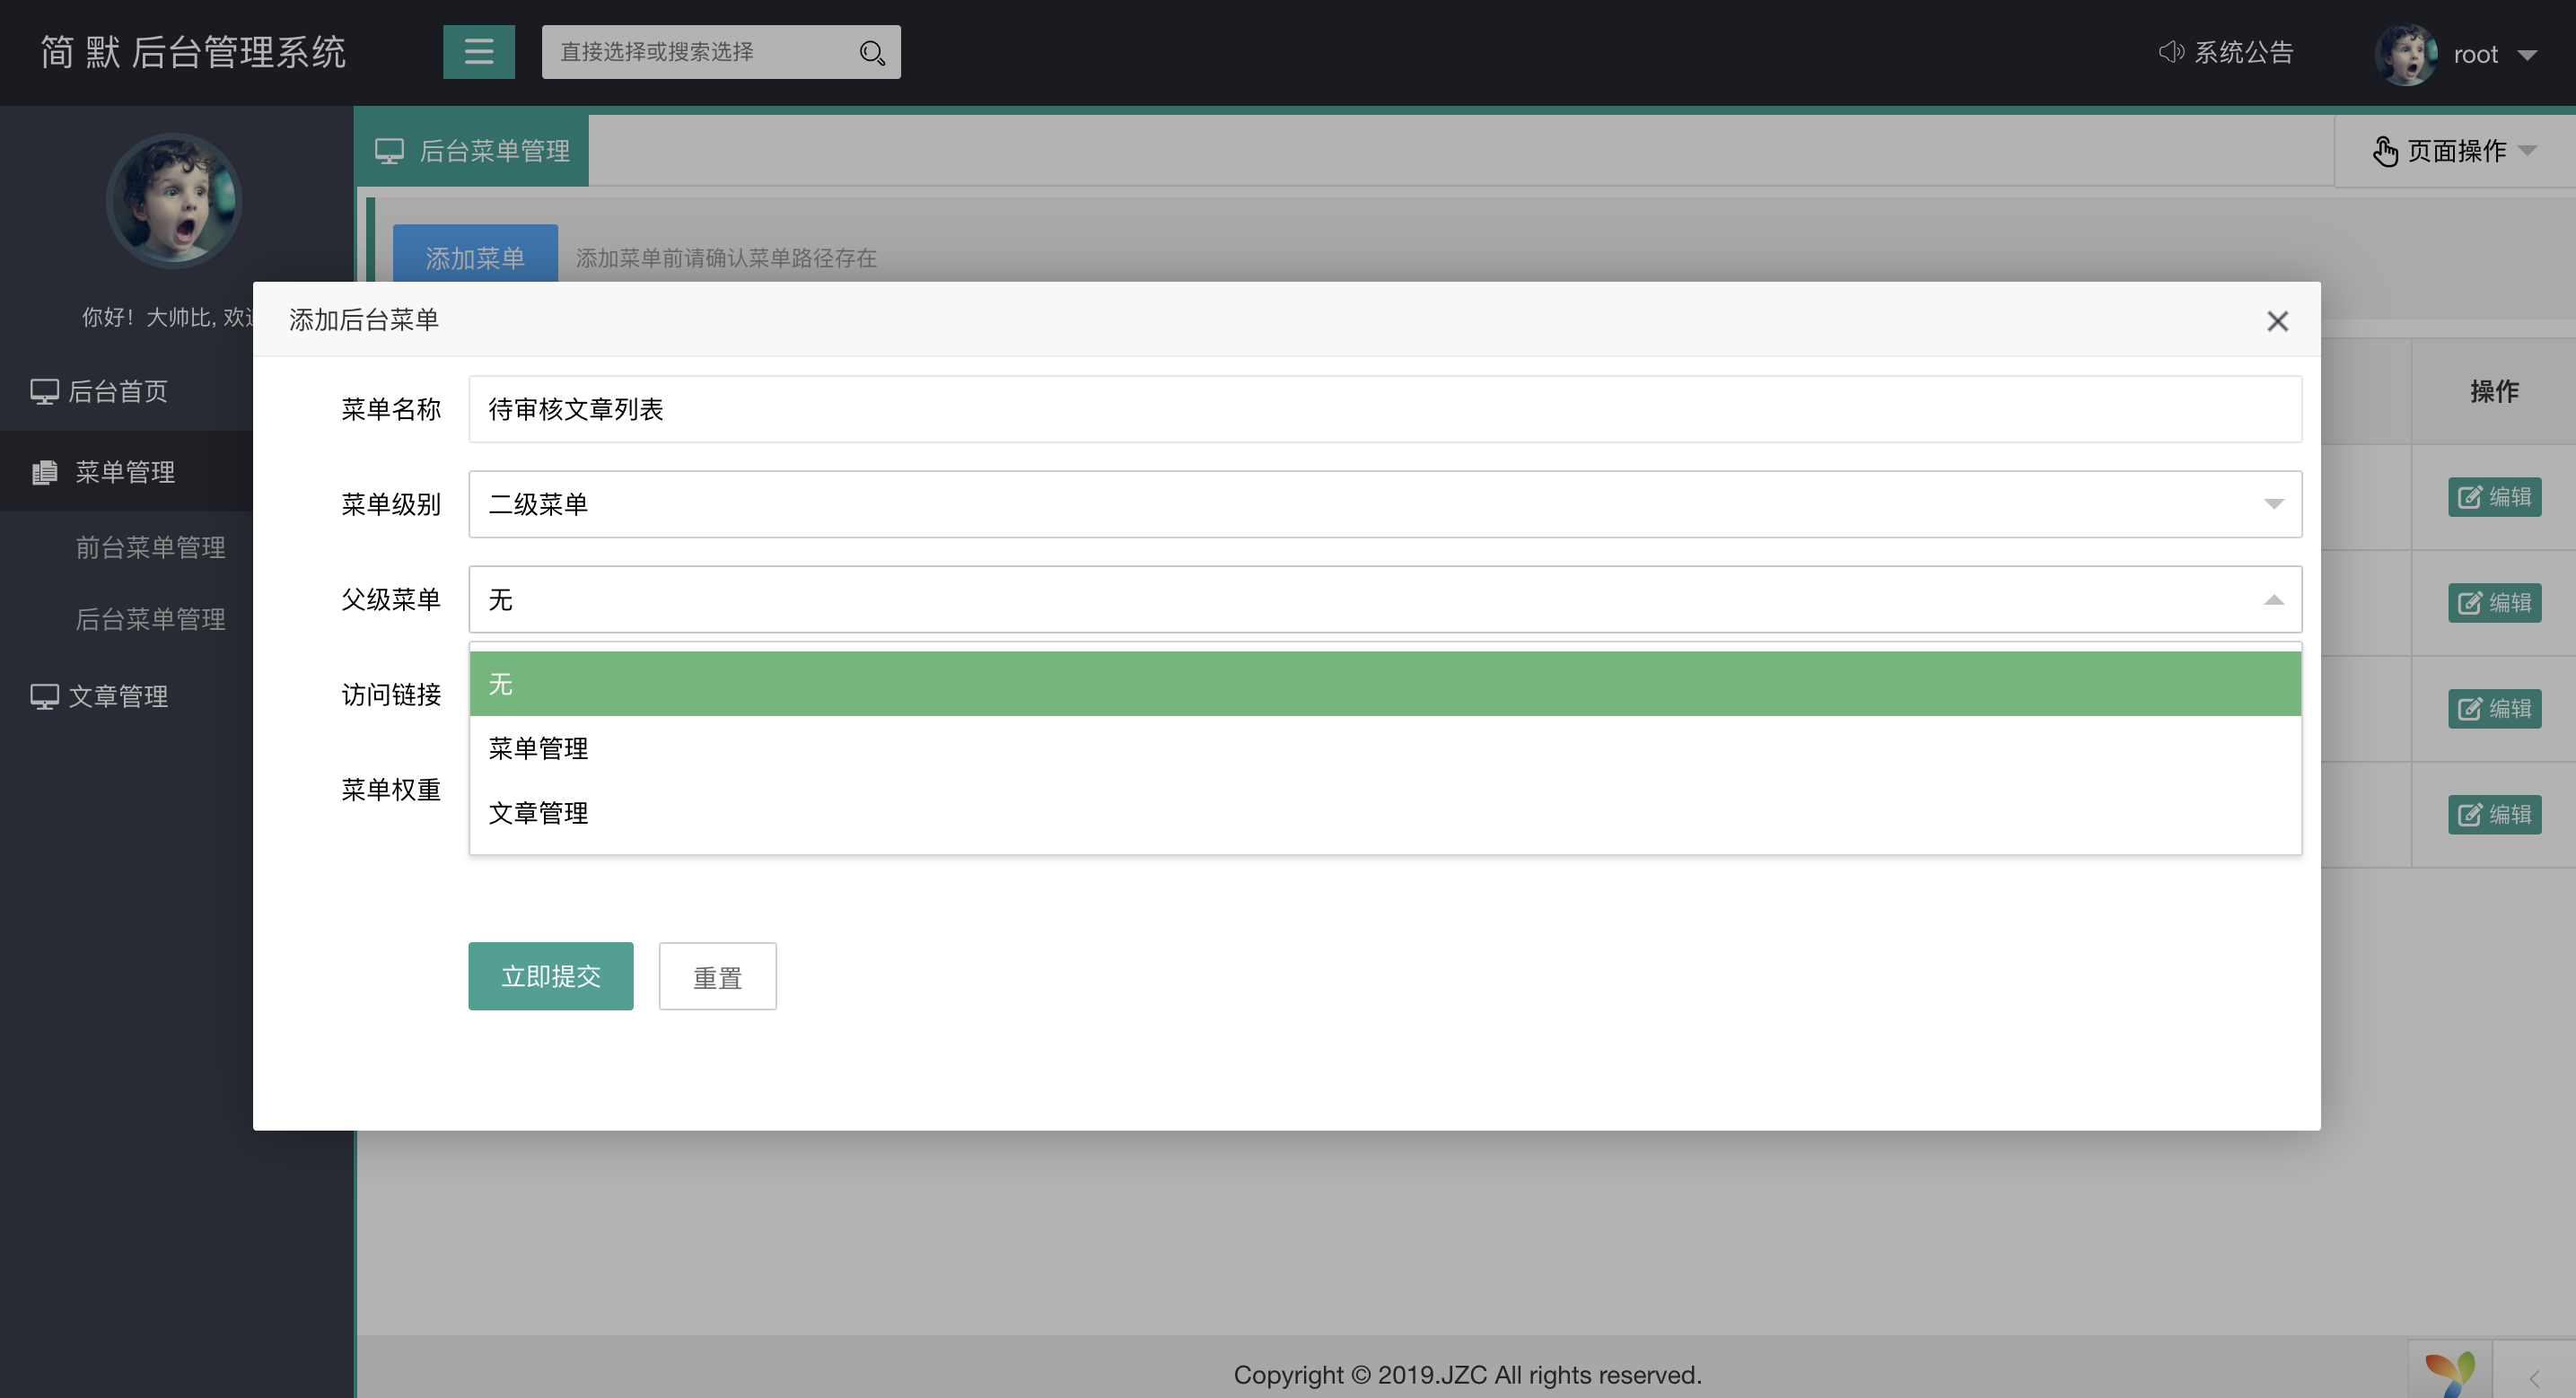 简 默 后台管理系统
直接选择或搜索选择
系统公告
root
后台菜单管理
页面操作
添加菜单
添加菜单前请确认菜单路径存在
你好！大帅比, 欢
添加后台菜单
后台首页
菜单名称
待审核文章列表
操作
菜单管理
菜单级别
二级菜单
编辑
前台菜单管理
父级菜单
无
编辑
后台菜单管理
无
文章管理
访问链接
编辑
菜单管理
菜单权重
文章管理
编辑
立即提交
重置
Copyright © 2019.JZC All rights reserved.